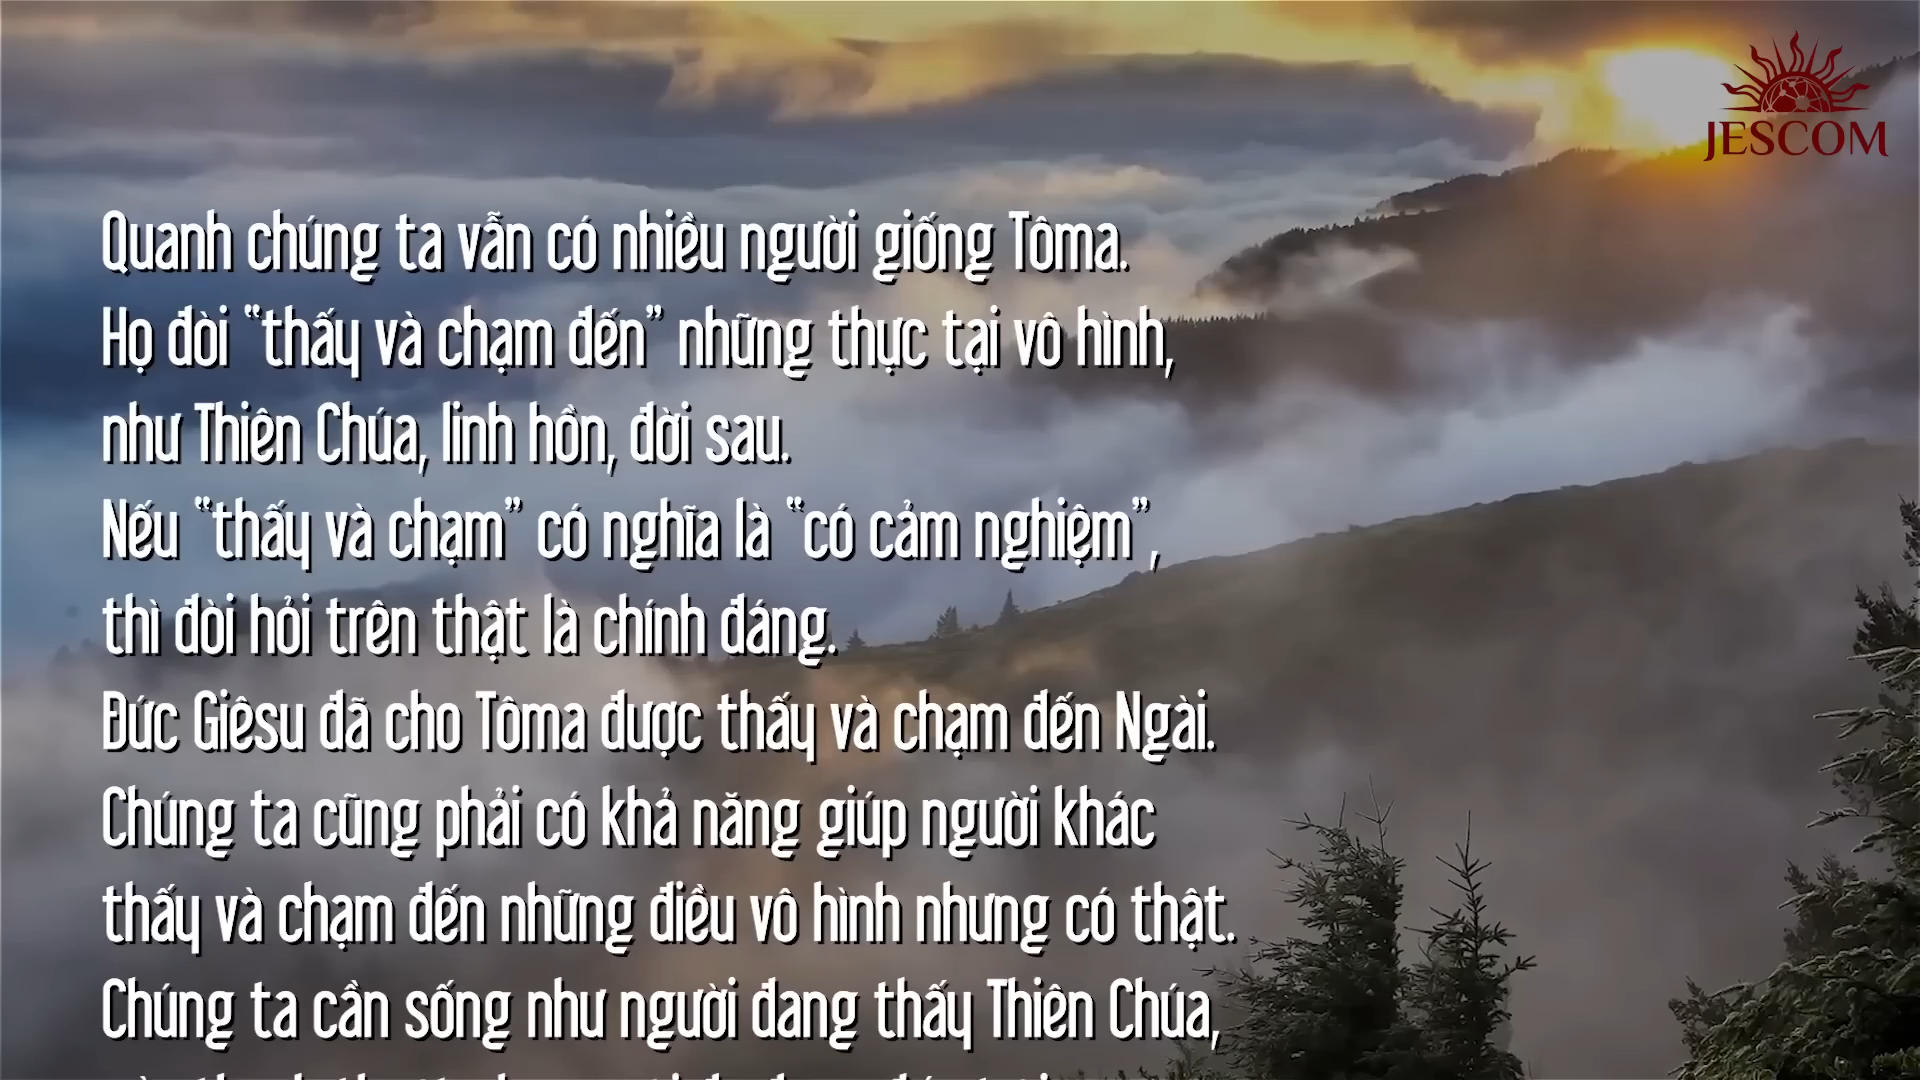 JESCOM
Quanh chúng ta vẫn có nhiều người giống Tôma.
Họ đòi “thấy và chạm đến” những thực tại vô hình,
như Thiên Chúa, linh hồn, đời sau.
Nếu “thấy và chạm” có nghĩa là “có cảm nghiệm”,
thì đòi hỏi trên thật là chính đáng.
Đức Giêsu đã cho Tôma được thấy và chạm đến Ngài.
Chúng ta cũng phải có khả năng giúp người khác
thấy và chạm đến những điều vô hình nhưng có thật.
Chúng ta cần sống như người đang thấy Thiên Chúa,